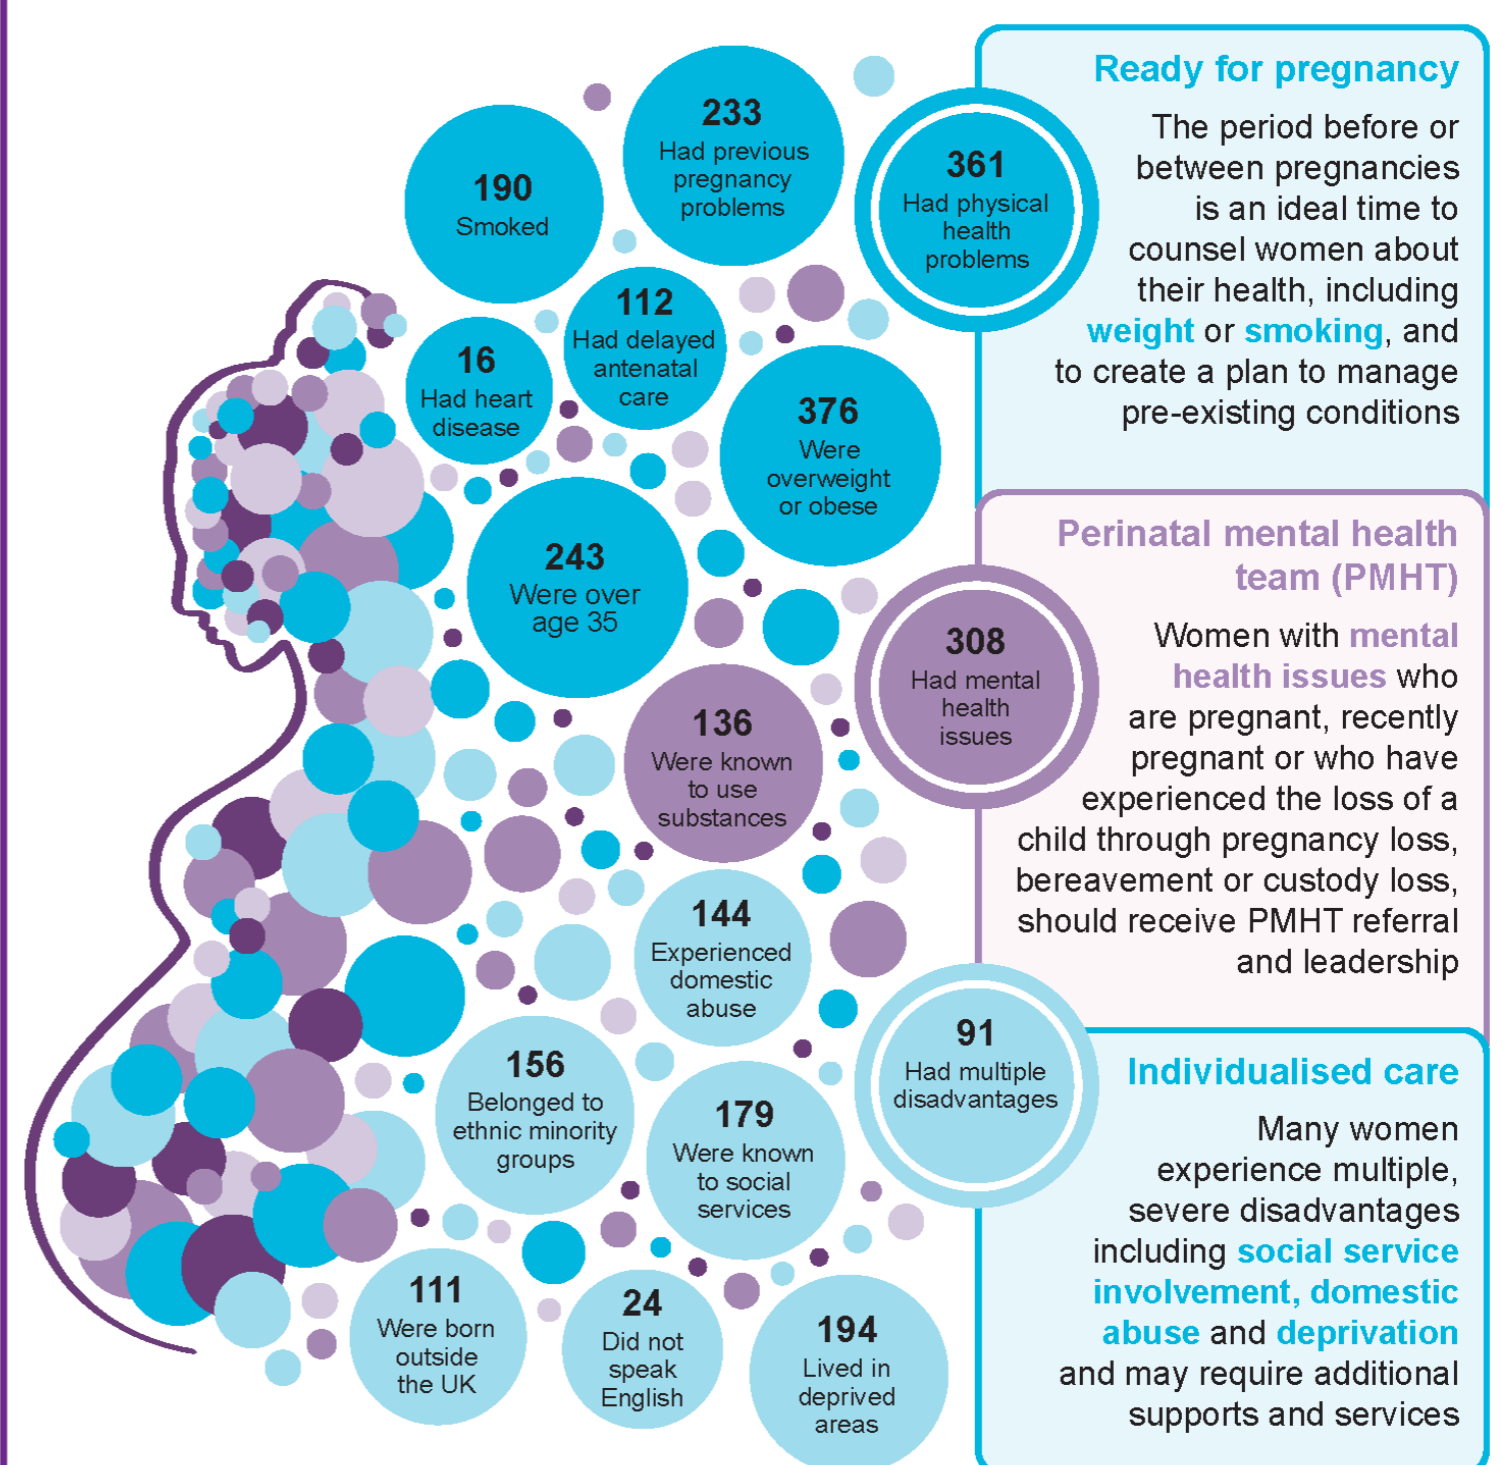 233
Had previous
pregnancy
problems
190
Smoked
361
Had physical
health
problems
112
Had delayed
antenatal
care
16
Had heart
disease
376
Were
overweight
or obese
243
Were over
age 35
308
Had mental
health
issues
136
Were known
to use
substances
144
Experienced
domestic
abuse
91
Had multiple
disadvantages
156
Belonged to
ethnic minority
groups
179
Were known
to social
services
111
Were born
outside
the UK
24
Did not
speak
English
194
Lived in
deprived
areas
Ready for pregnancy
The period before or
between pregnancies
is an ideal time to
counsel women about
their health, including
weight or smoking, and
to create a plan to manage
pre-existing conditions
Perinatal mental health
team (PMHT)
Women with mental
health issues who
are pregnant, recently
pregnant or who have
experienced the loss of a
child through pregnancy loss,
bereavement or custody loss,
should receive PMHT referral
and leadership
Individualised care
Many women
experience multiple,
severe disadvantages
including social service
involvement, domestic
abuse and deprivation
and may require additional
supports and services